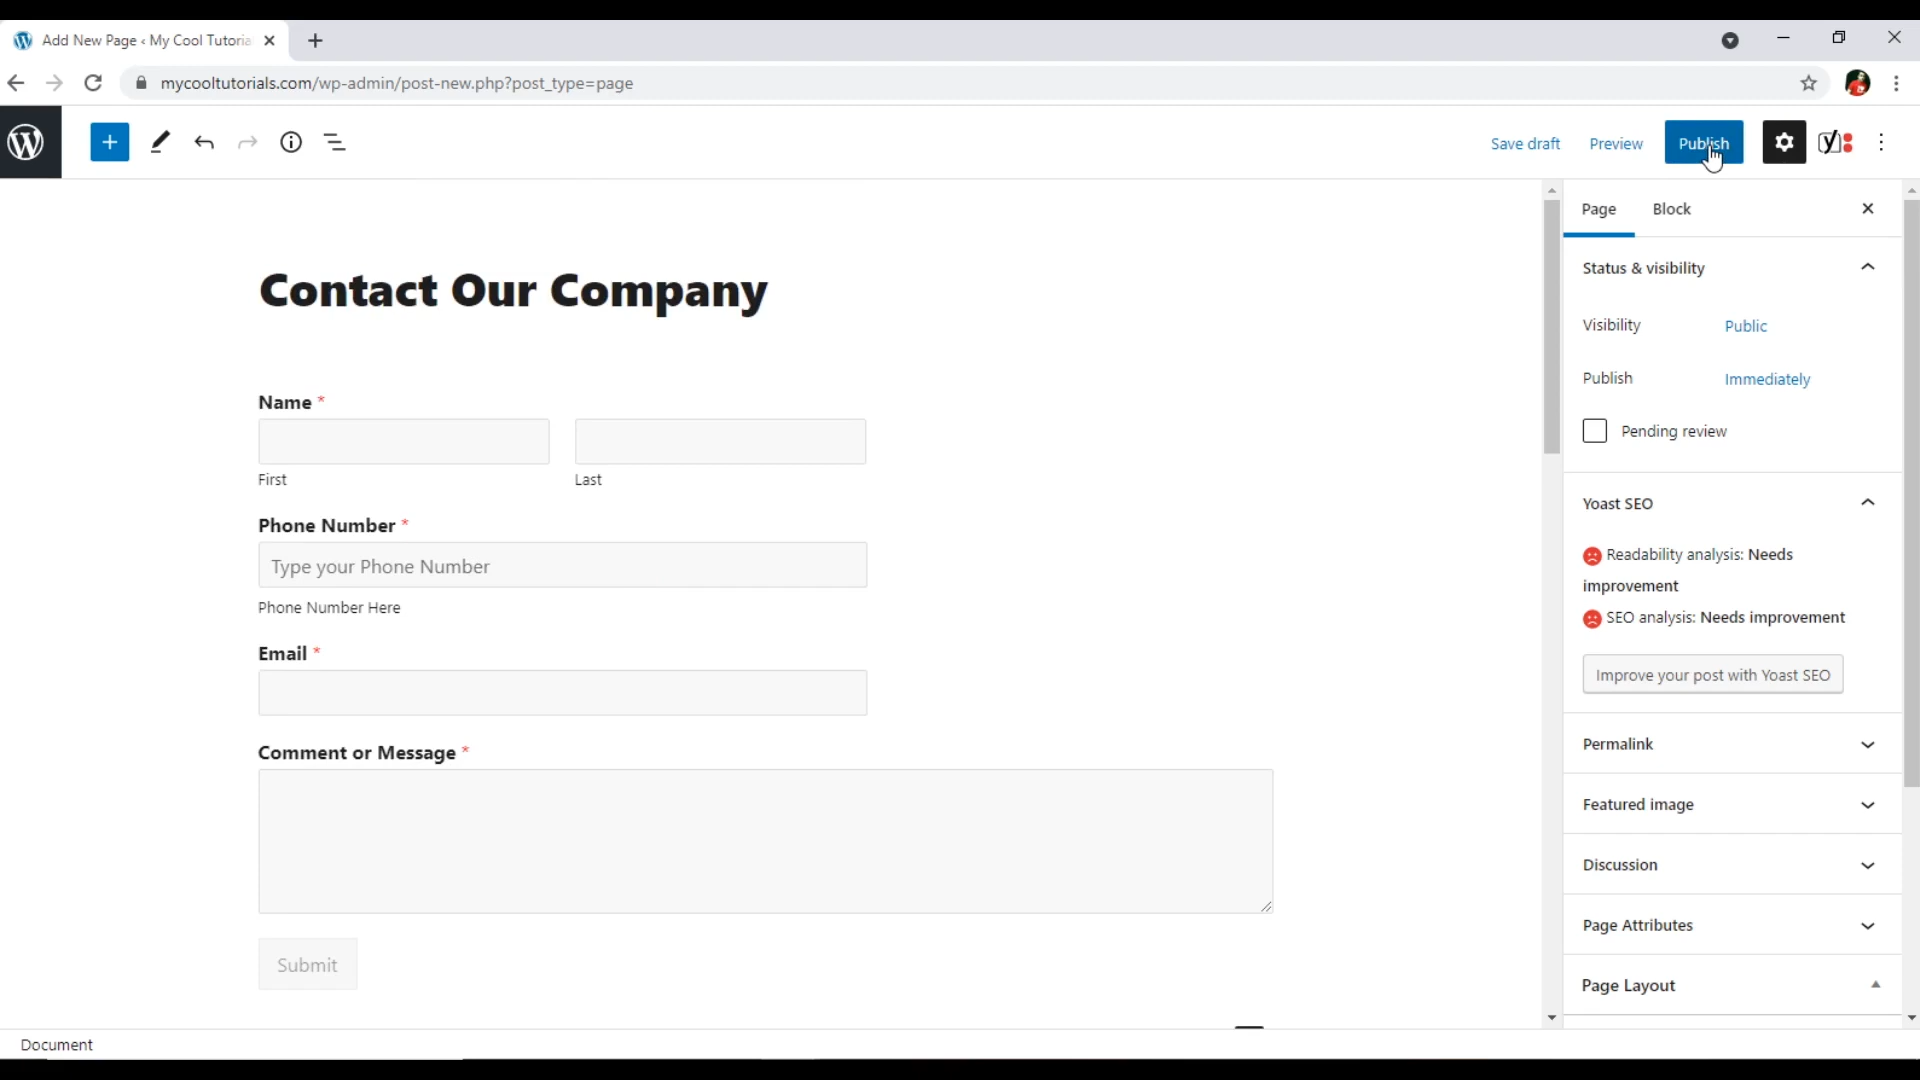 Add New Page ‹ My Cool Tutoria
mycooltutorials.com/wp-admin/post-new.php?post_type=page
Save draft Preview Publish
Page Block
Status & visibility
Contact Our Company
Visibility Public
Publish Immediately
Pending review
Name *
First Last
Yoast SEO
Phone Number *
Type your Phone Number
Phone Number Here
Readability analysis: Needs
improvement
SEO analysis: Needs improvement
Improve your post with Yoast SEO
Email *
Comment or Message *
Permalink
Featured image
Discussion
Page Attributes
Submit
Page Layout
Document